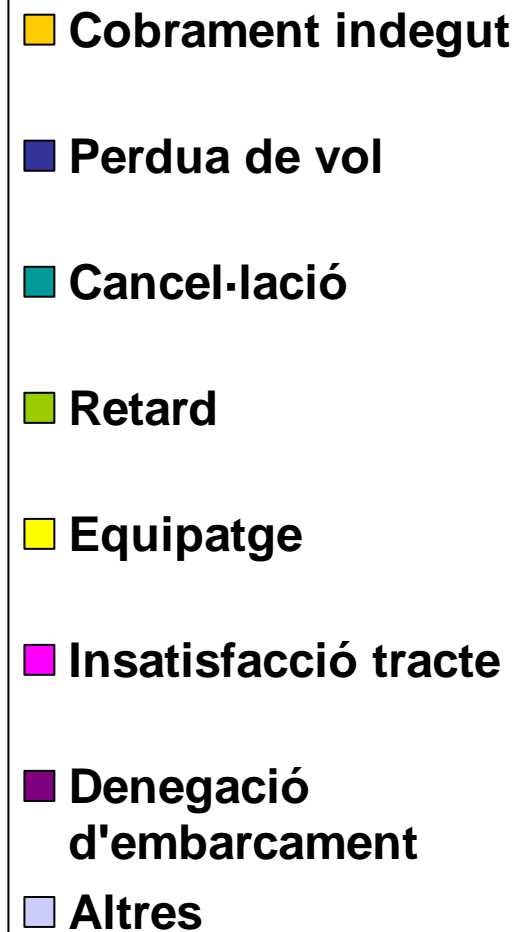 Cobrament indegut
Perdua de vol
Cancel·lació
Retard
Equipatge
Insatisfacció tracte
Denegació
d'embarcament
Altres